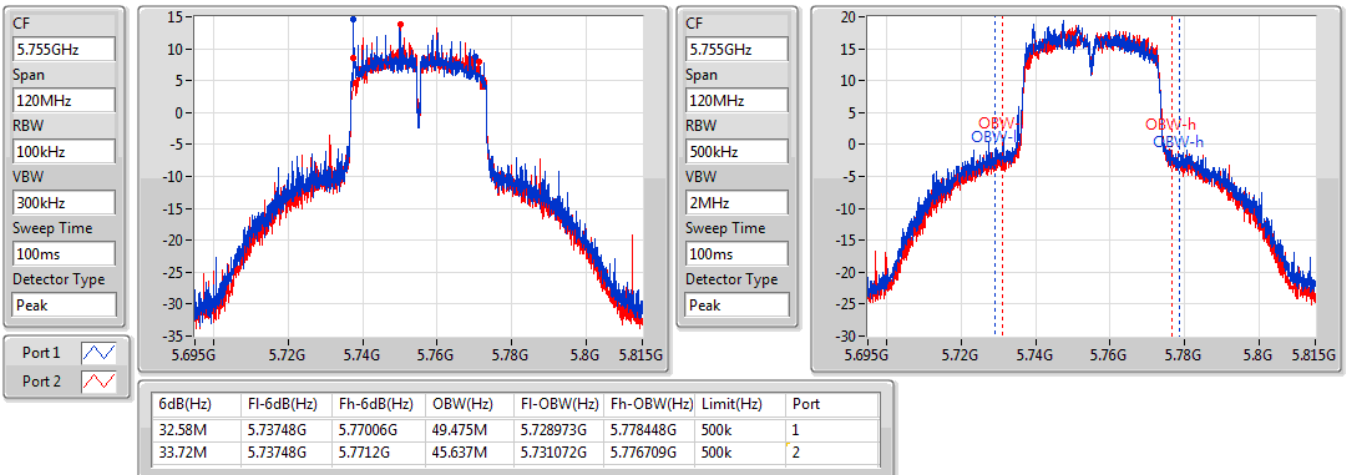 CF
5.755GHz
Span
120MHz
RBW
100kHz
VBW
300kHz
Sweep Time
100ms
Detector Type
Peak
Port 1
Port 2
15
10
5
0
-5
-10
-15
-20
-25
-30
-35
5.695G 5.72G 5.74G 5.76G 5.78G 5.8G 5.815G
CF
5.755GHz
Span
120MHz
RBW
500kHz
VBW
2MHz
Sweep Time
100ms
Detector Type
Peak
20
15
10
5
0
-5
-10
-15
-20
-25
-30
OBW-h
OBW-h
5.695G 5.72G 5.74G 5.76G 5.78G 5.8G 5.815G
6dB(Hz) Fl-6dB(Hz) Fh-6dB(Hz) OBW(Hz) Fl-OBW(Hz) Fh-OBW(Hz) Limit(Hz) Port
32.58M 5.73748G 5.77006G 49.475M 5.728973G 5.778448G 500k 1
33.72M 5.73748G 5.7712G 45.637M 5.731072G 5.776709G 500k 2